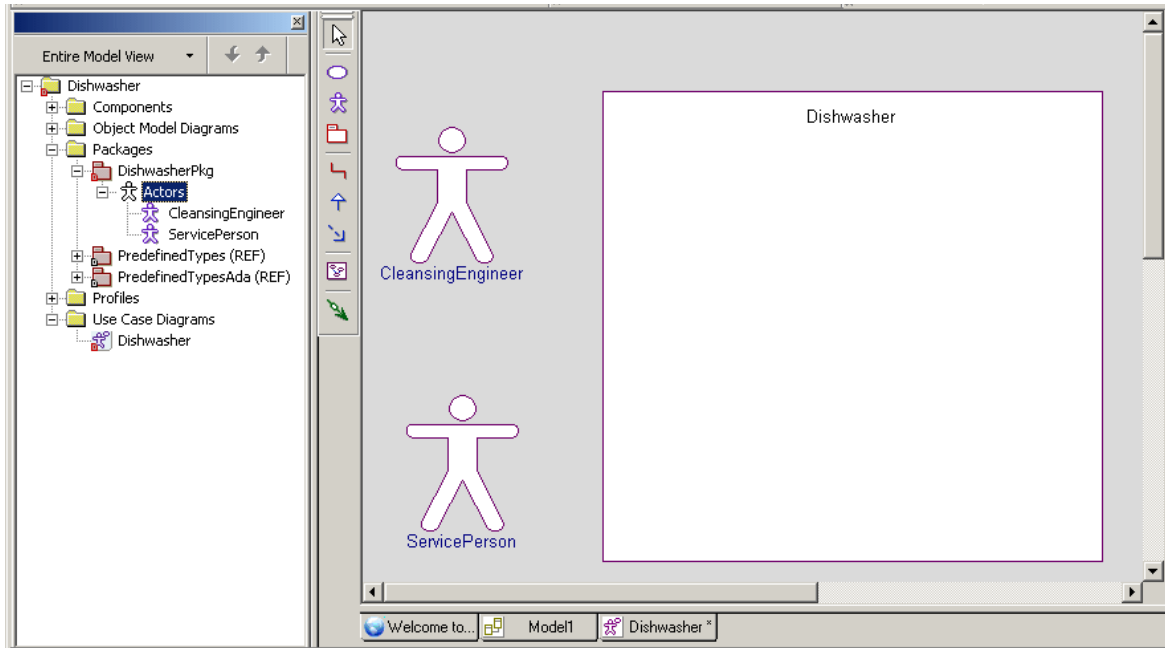 Entire Model View
Dishwasher
Components
Object Model Diagrams
Packages
DishwasherPkg
Actors
CleansingEngineer
ServicePerson
PredefinedTypes (REF)
PredefinedTypesAda (REF)
Profiles
Use Case Diagrams
Dishwasher
Dishwasher
CleansingEngineer
ServicePerson
Welcome to... Model1 Dishwasher *